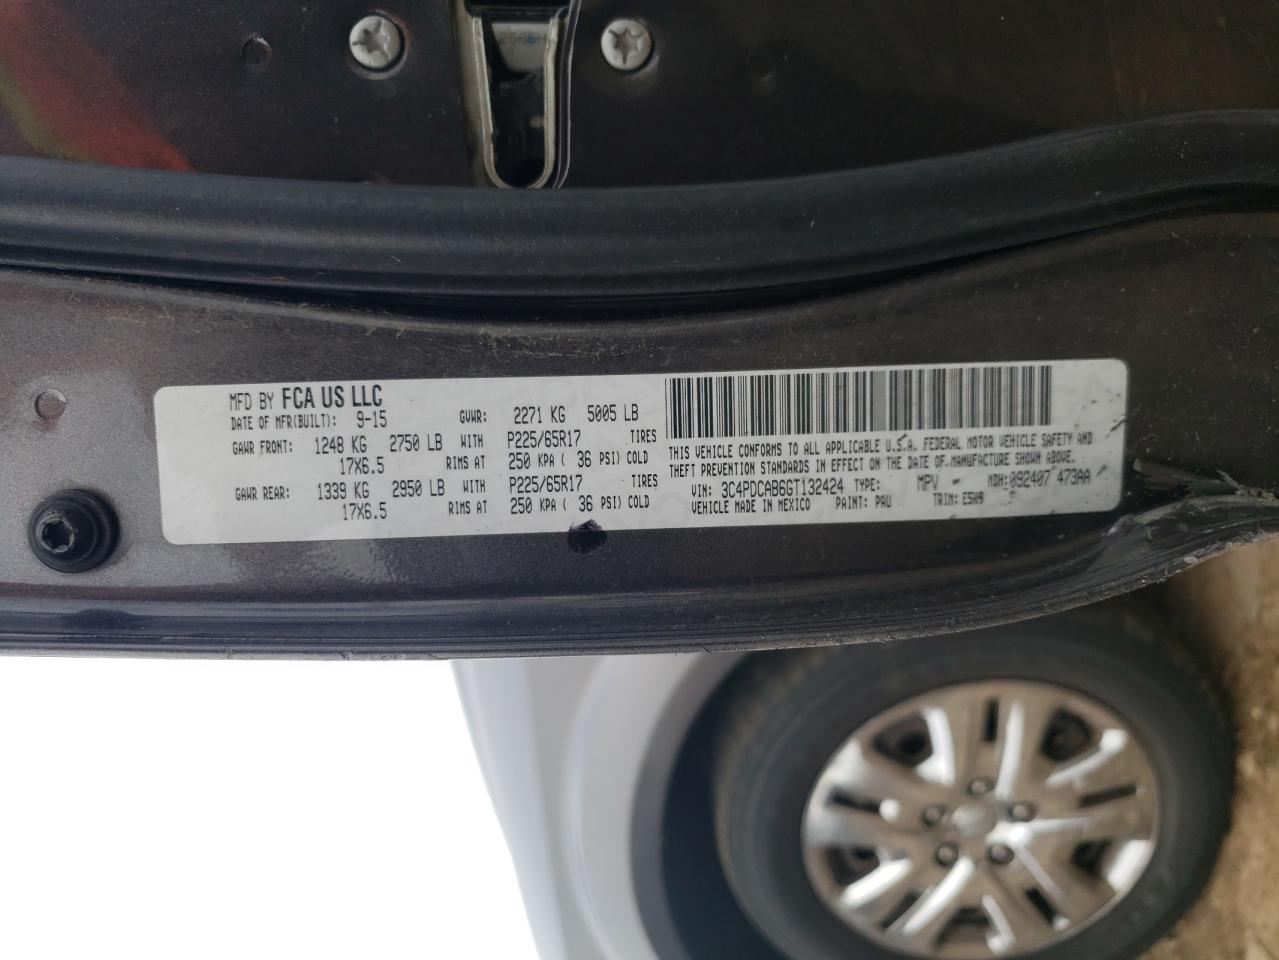 MFD BY FCA US LLC
DATE OF MFR(BUILT): 9-15 GVWR: 2271 KG 5005 LB
GAWR FRONT: 1248 KG 2750 LB WITH P225/65R17 TIRES
17X6.5 RIMS AT 250 KPA ( 36 PSI) COLD
GAWR REAR: 1339 KG 2950 LB WITH P225/65R17 TIRES
17X6.5 RIMS AT 250 KPA ( 36 PSI) COLD
THIS VEHICLE CONFORMS TO ALL APPLICABLE U.S.A. FEDERAL MOTOR VEHICLE SAFETY AND
THEFT PREVENTION STANDARDS IN EFFECT ON THE DATE OF MANUFACTURE SHOWN ABOVE.
VIN: 3C4PDCAB6GT132424 TYPE: MPV MDH: 092407 473AA
VEHICLE MADE IN MEXICO PAINT: PAU TRIM: E5H9